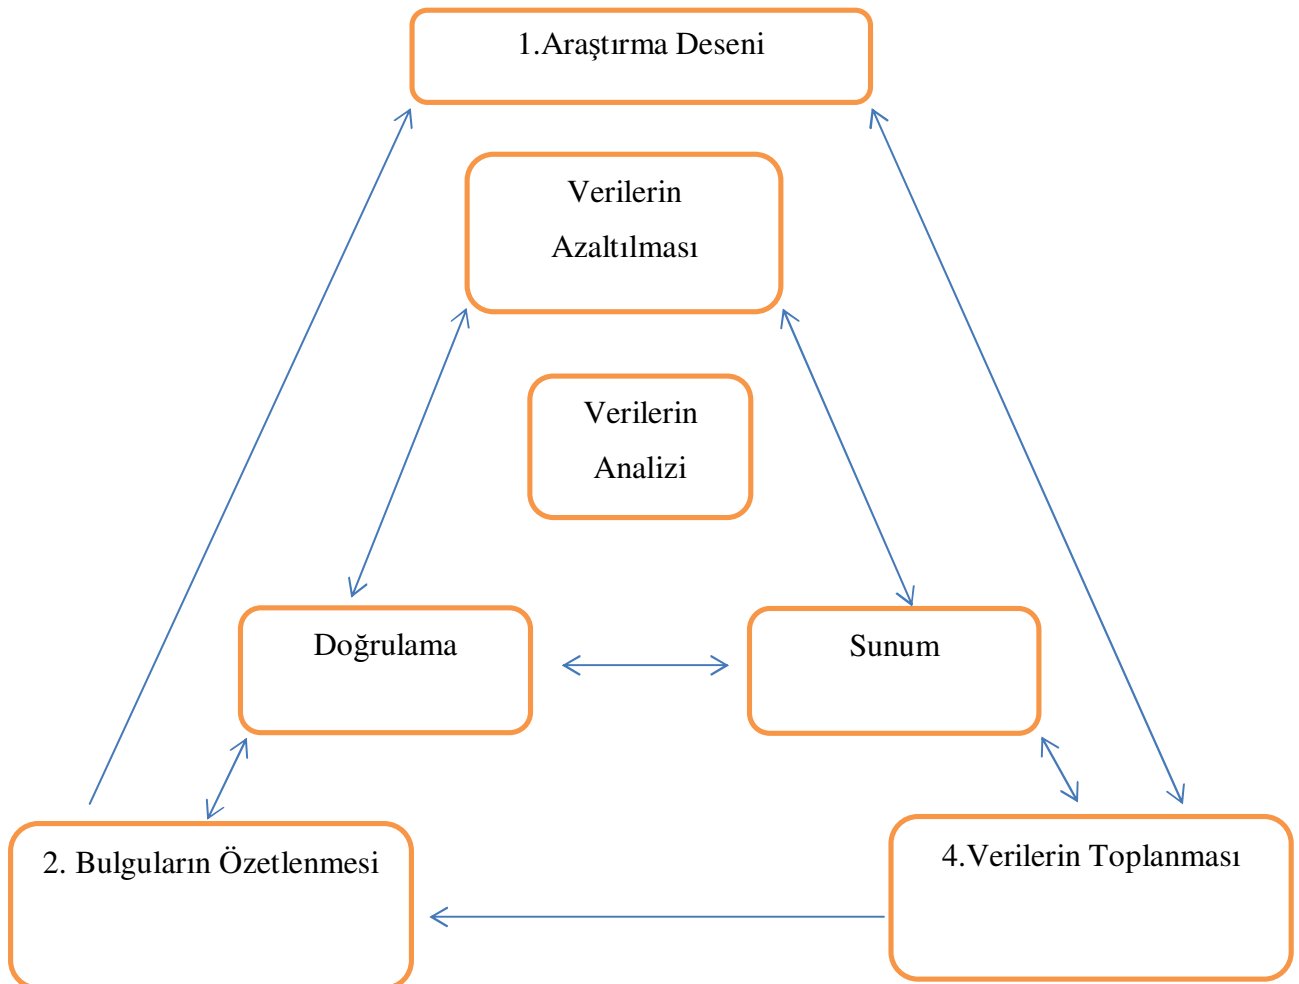 1.Araştırma Deseni
Verilerin
Azaltılması
Verilerin
Analizi
Doğrulama
Sunum
2. Bulguların Özetlenmesi
4.Verilerin Toplanması